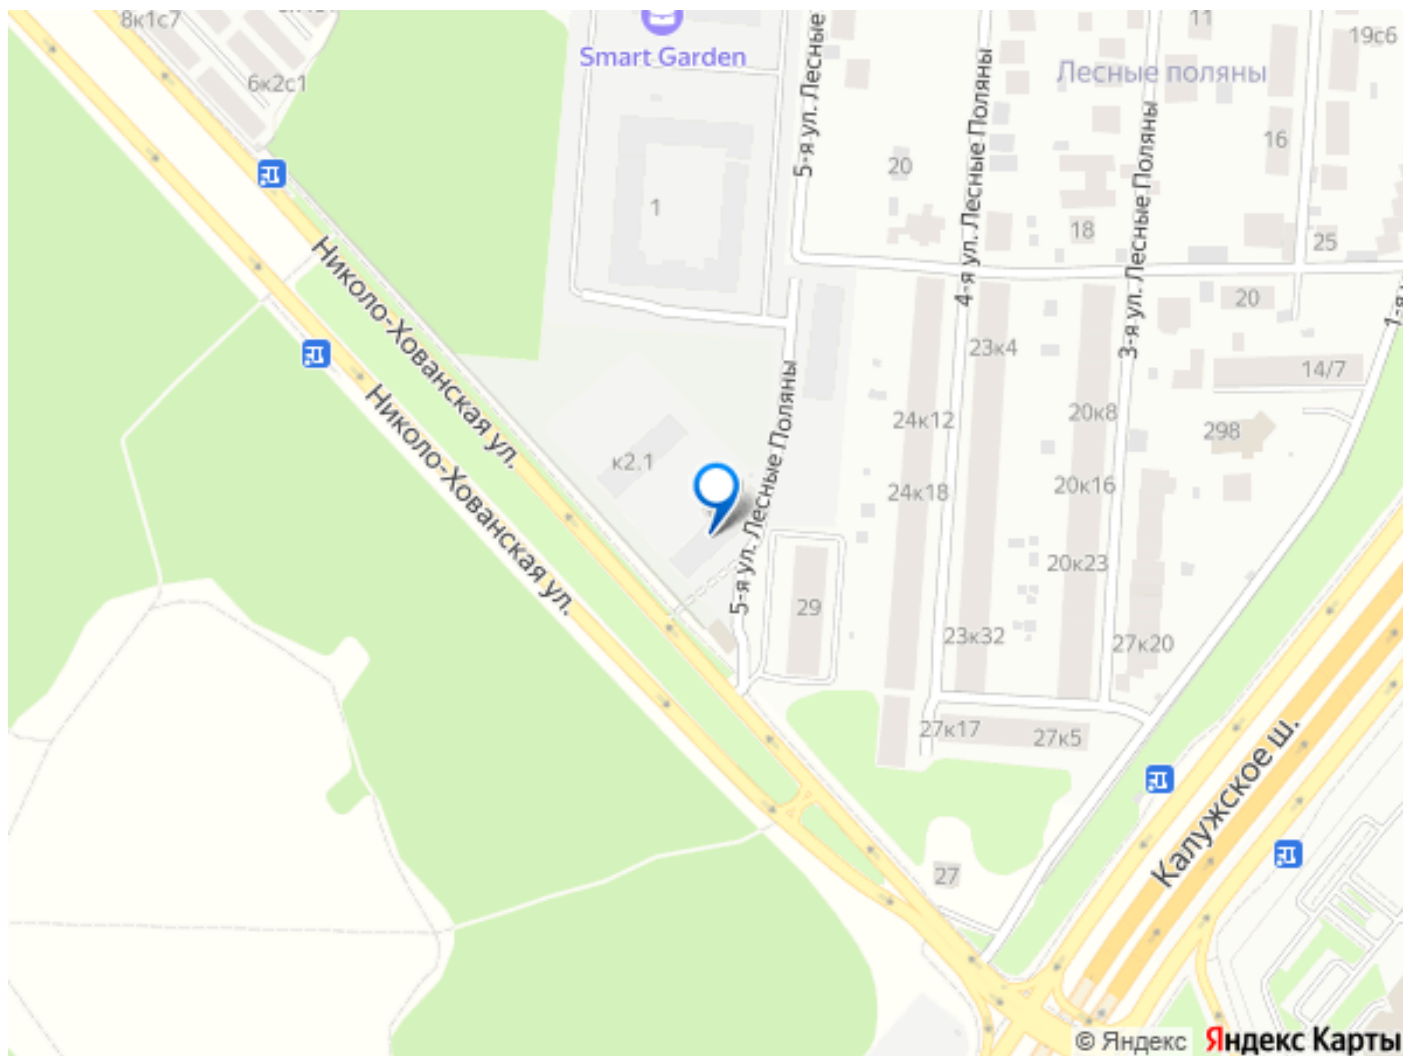 8к1с7
6к2с1
Smart Garden
1
5-я ул. Лесные
4-я ул. Лесные Поляны
Лесные поляны
11
19с6
16
3-я ул. Лесные Поляны
20
18
25
20
1-я
Николо-Хованская ул.
Николо-Хованская ул.
5-я ул. Лесные Поляны
23к4
14/7
24к12
20к8
298
к2.1
24к18
20к16
20к23
29
23к32
27к20
27к17
27к5
Калужское ш.
27
© Яндекс Яндекс Карты